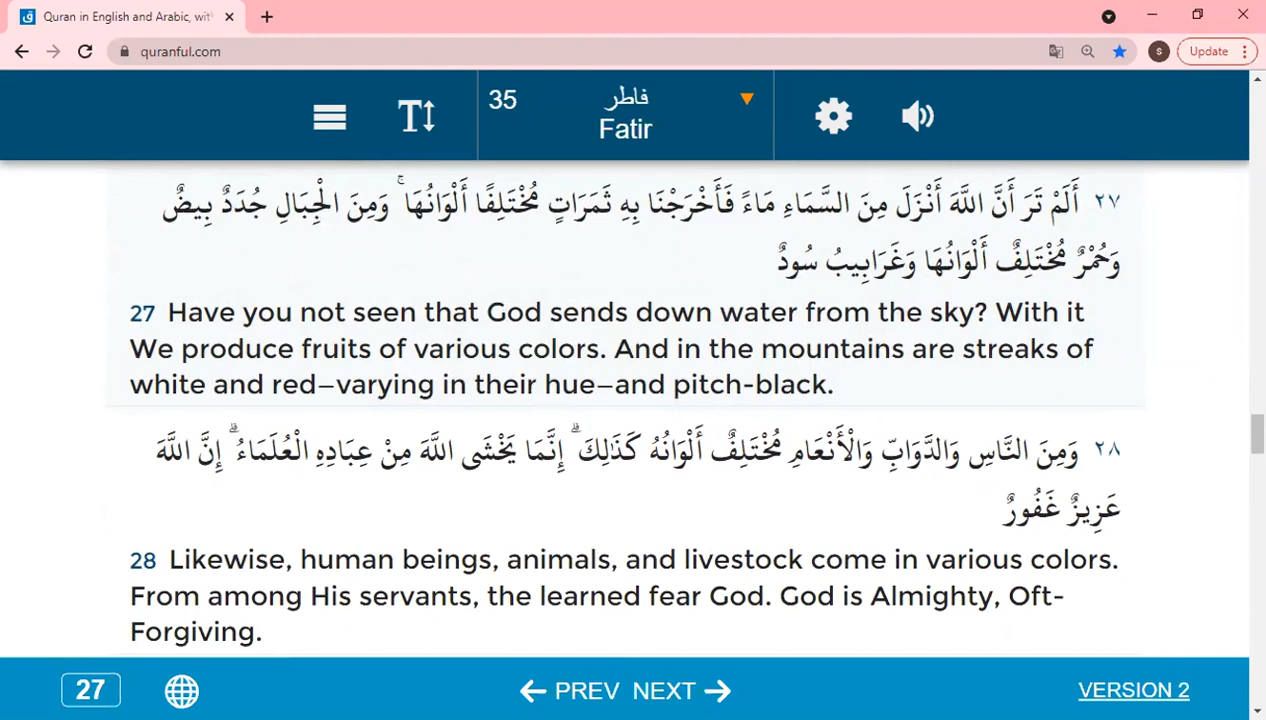 Quran in English and Arabic, wit
quranful.com
Update
S
35
فاطر
Fatir
٢٧ أَلَمْ تَرَ أَنَّ اللَّهَ أَنْزَلَ مِنَ السَّمَاءِ مَاءً فَأَخْرَجْنَا بِهِ ثَمَرَاتٍ مُخْتَلِفًا أَلْوَانُهَا ۚ وَمِنَ الْجِبَالِ جُدَدٌ بِيضٌ
وَحُمْرٌ مُخْتَلِفٌ أَلْوَانُهَا وَغَرَابِيبُ سُودٌ
27 Have you not seen that God sends down water from the sky? With it
We produce fruits of various colors. And in the mountains are streaks of
white and red—varying in their hue—and pitch-black.
٢٨ وَمِنَ النَّاسِ وَالدَّوَابِّ وَالْأَنْعَامِ مُخْتَلِفٌ أَلْوَانُهُ كَذَٰلِكَ ۗ إِنَّمَا يَخْشَى اللَّهَ مِنْ عِبَادِهِ الْعُلَمَاءُ ۗ إِنَّ اللَّهَ
عَزِيزٌ غَفُورٌ
28 Likewise, human beings, animals, and livestock come in various colors.
From among His servants, the learned fear God. God is Almighty, Oft-
Forgiving.
27
PREV NEXT
VERSION 2